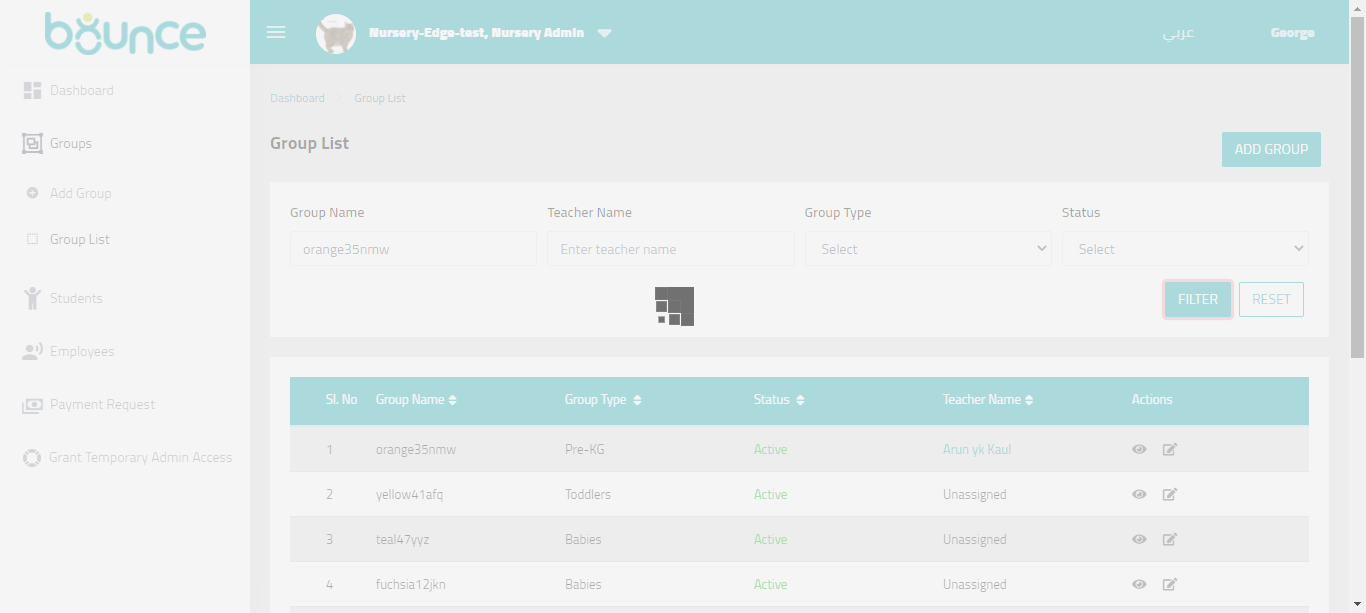 bounce
Nursery-Edge-test, Nursery Admin
عربي
George
Dashboard
Groups
Add Group
Group List
Students
Employees
Payment Request
Grant Temporary Admin Access
Dashboard Group List
Group List
ADD GROUP
Group Name Teacher Name Group Type Status
orange35nmw Enter teacher name Select Select
FILTER RESET
Sl. No Group Name Group Type Status Teacher Name Actions
1 orange35nmw Pre-KG Active Arun yk Kaul
2 yellow41afq Toddlers Active Unassigned
3 teal47yyz Babies Active Unassigned
4 fuchsia12jkn Babies Active Unassigned